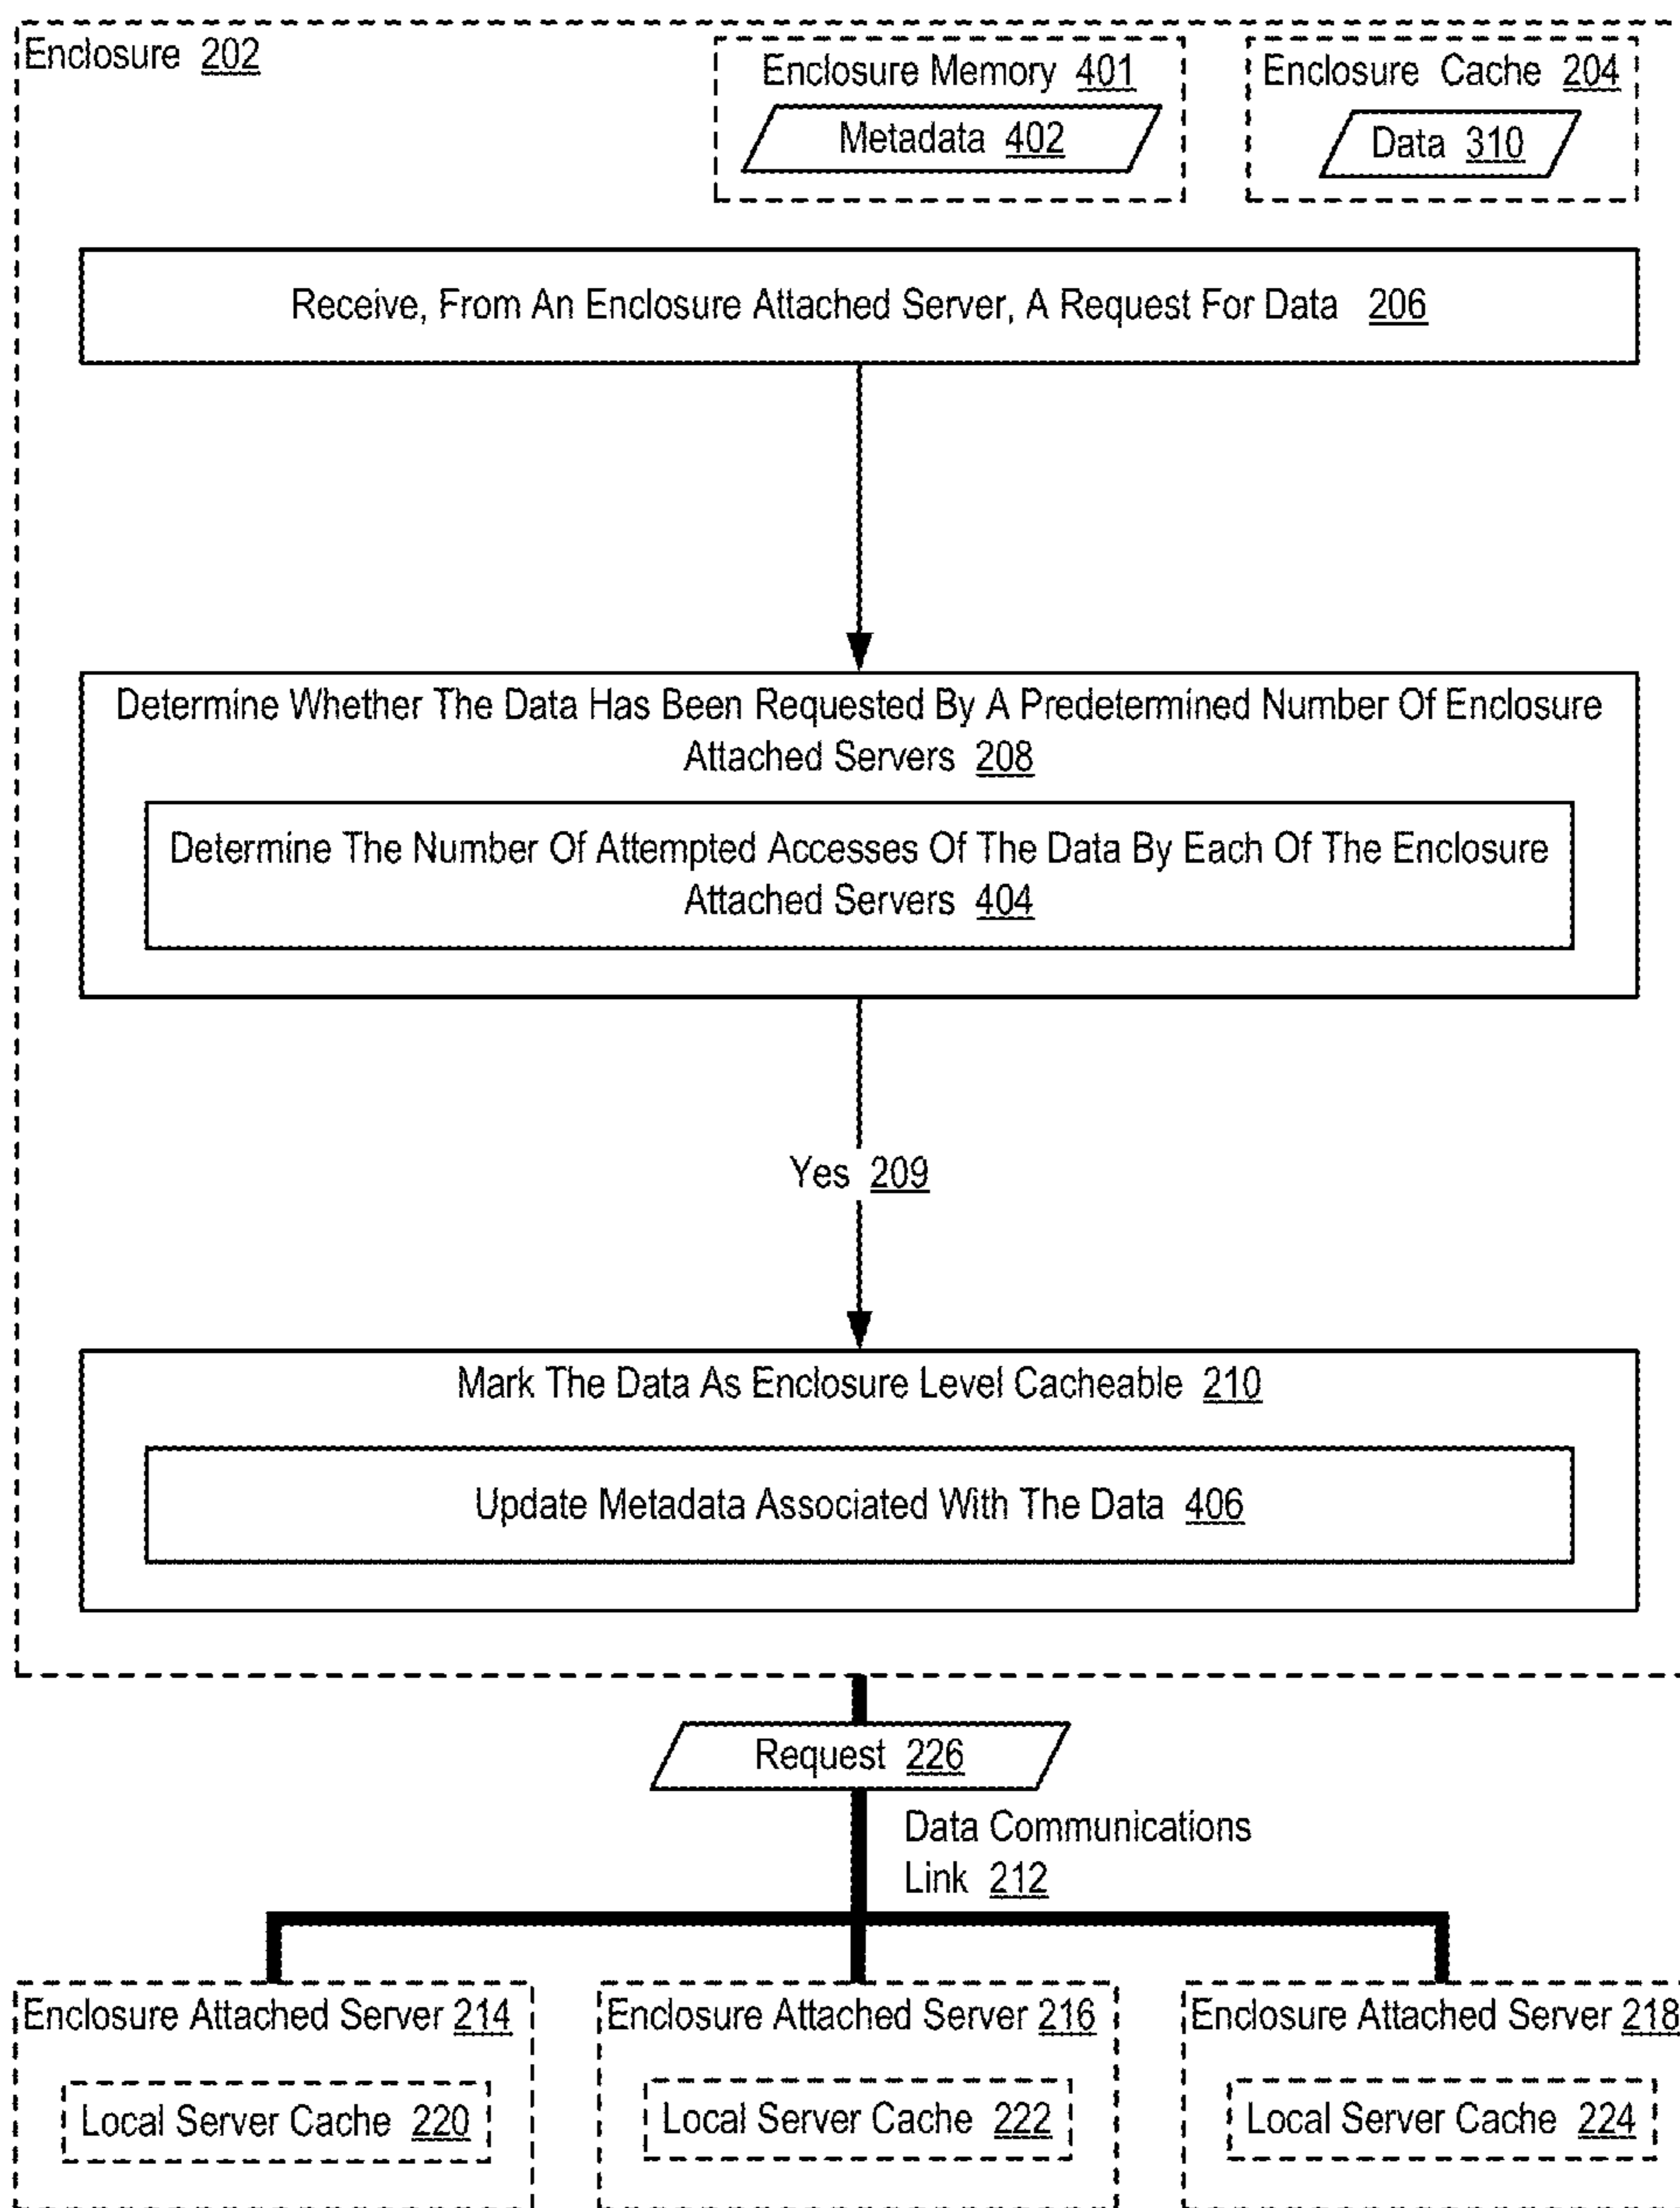 Enclosure 202
Enclosure Memory 401
Metadata 402
Enclosure Cache 204
Data 310
Receive, From An Enclosure Attached Server, A Request For Data 206
Determine Whether The Data Has Been Requested By A Predetermined Number Of Enclosure
Attached Servers 208
Determine The Number Of Attempted Accesses Of The Data By Each Of The Enclosure
Attached Servers 404
Yes 209
Mark The Data As Enclosure Level Cacheable 210
Update Metadata Associated With The Data 406
Request 226
Data Communications
Link 212
Enclosure Attached Server 214
Local Server Cache 220
Enclosure Attached Server 216
Local Server Cache 222
Enclosure Attached Server 218
Local Server Cache 224